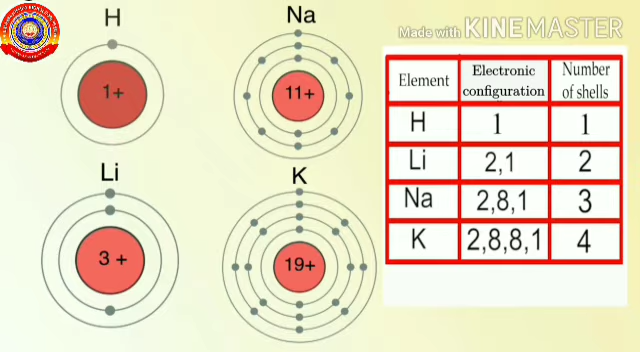 H
Na
1+
11+
Li
K
3 +
19+
Made with KINEMASTER
Element Electronic configuration Number of shells
H 1 1
Li 2,1 2
Na 2,8,1 3
K 2,8,8,1 4